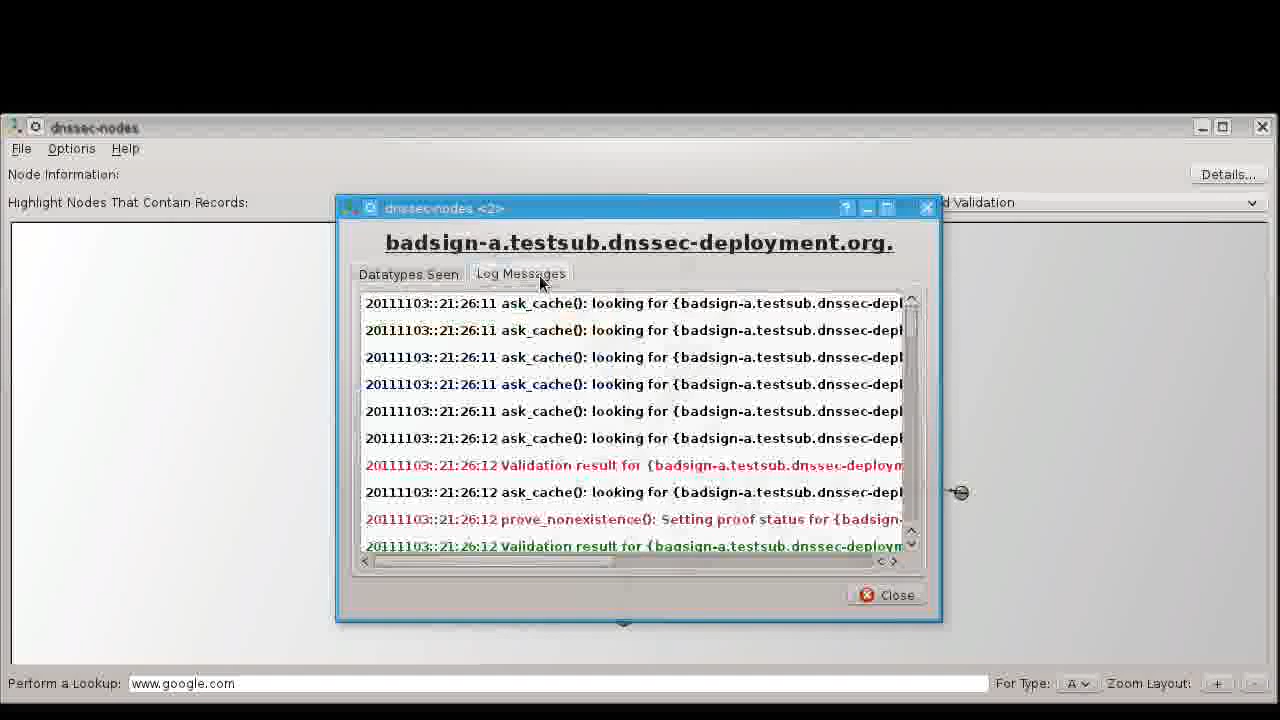 dnssec-nodes
File Options Help
Node Information:
Details...
Highlight Nodes That Contain Records:
d Validation
dnssec-nodes <2>
badsign-a.testsub.dnssec-deployment.org.
Datatypes Seen Log Messages
20111103::21:26:11 ask_cache(): looking for {badsign-a.testsub.dnssec-depl
20111103::21:26:11 ask_cache(): looking for {badsign-a.testsub.dnssec-depl
20111103::21:26:11 ask_cache(): looking for {badsign-a.testsub.dnssec-depl
20111103::21:26:11 ask_cache(): looking for {badsign-a.testsub.dnssec-depl
20111103::21:26:11 ask_cache(): looking for {badsign-a.testsub.dnssec-depl
20111103::21:26:12 ask_cache(): looking for {badsign-a.testsub.dnssec-depl
20111103::21:26:12 Validation result for {badsign-a.testsub.dnssec-deploym
20111103::21:26:12 ask_cache(): looking for {badsign-a.testsub.dnssec-depl
20111103::21:26:12 prove_nonexistence(): Setting proof status for {badsign-
20111103::21:26:12 Validation result for {badsign-a.testsub.dnssec-deploym
Close
Perform a Lookup: www.google.com For Type: A Zoom Layout: + -